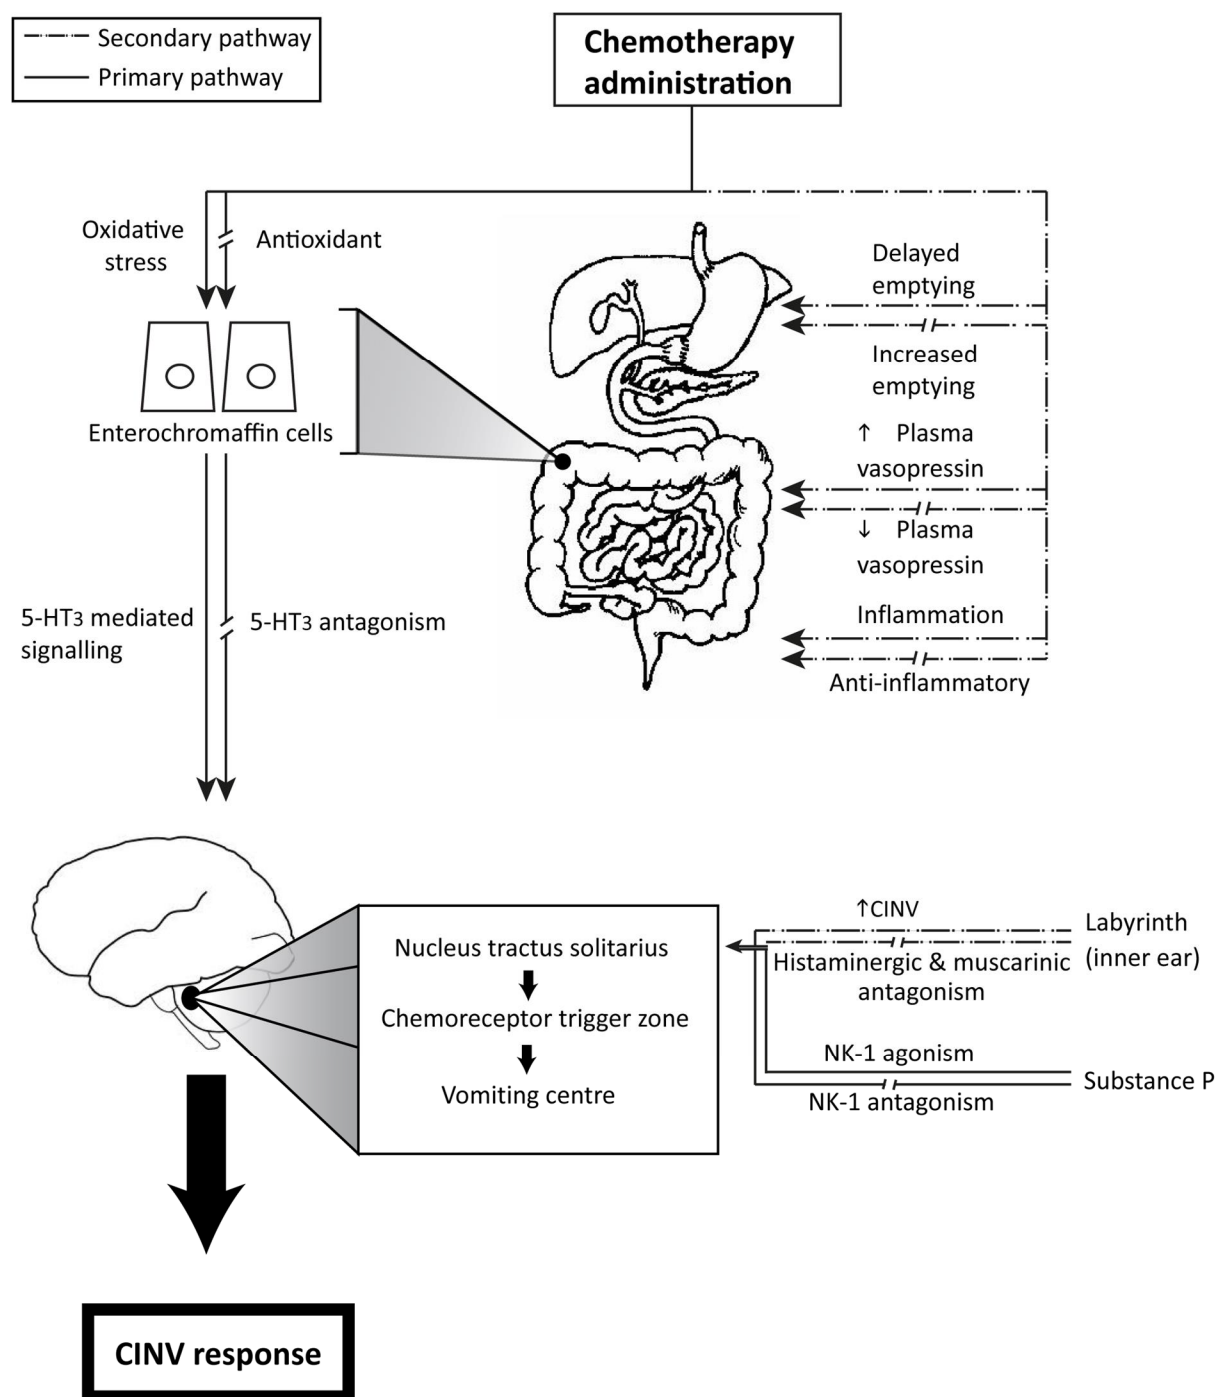 Secondary pathway
Primary pathway
Chemotherapy
administration
Oxidative
stress
Antioxidant
Enterochromaffin cells
5-HT3 mediated
signalling
5-HT3 antagonism
Delayed
emptying
Increased
emptying
↑ Plasma
vasopressin
↓ Plasma
vasopressin
Inflammation
Anti-inflammatory
Nucleus tractus solitarius
Chemoreceptor trigger zone
Vomiting centre
↑CINV
Labyrinth
(inner ear)
Histaminergic & muscarinic
antagonism
NK-1 agonism
Substance P
NK-1 antagonism
CINV response